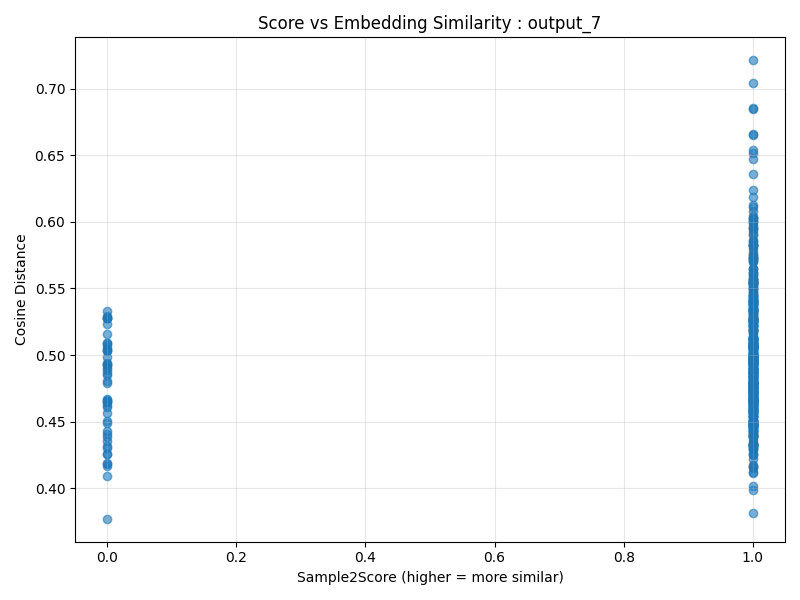 Score vs Embedding Similarity : output_7
Cosine Distance
0.70
0.65
0.60
0.55
0.50
0.45
0.40
0.0 0.2 0.4 0.6 0.8 1.0
Sample2Score (higher = more similar)